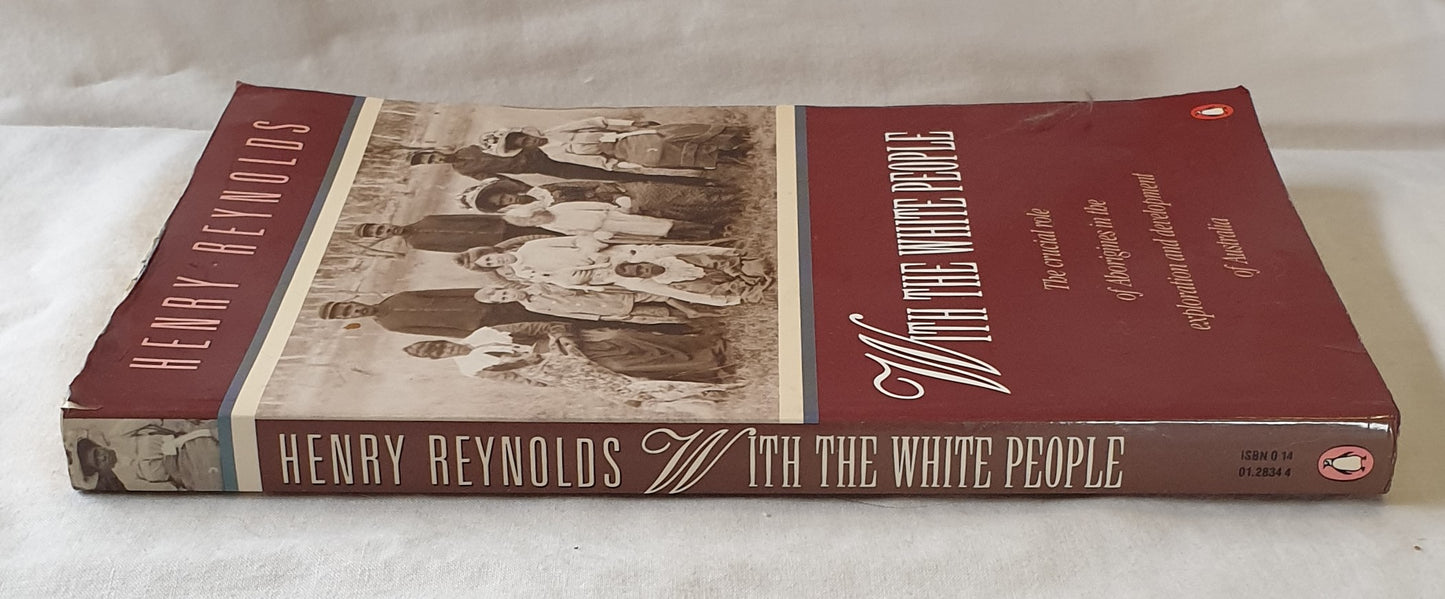 HENRY REYNOLDS
WITH THE WHITE PEOPLE
The crucial role
of Aborigines in the
exploration and development
of Australia
HENRY REYNOLDS WITH THE WHITE PEOPLE
ISBN 0 14
01.2834 4